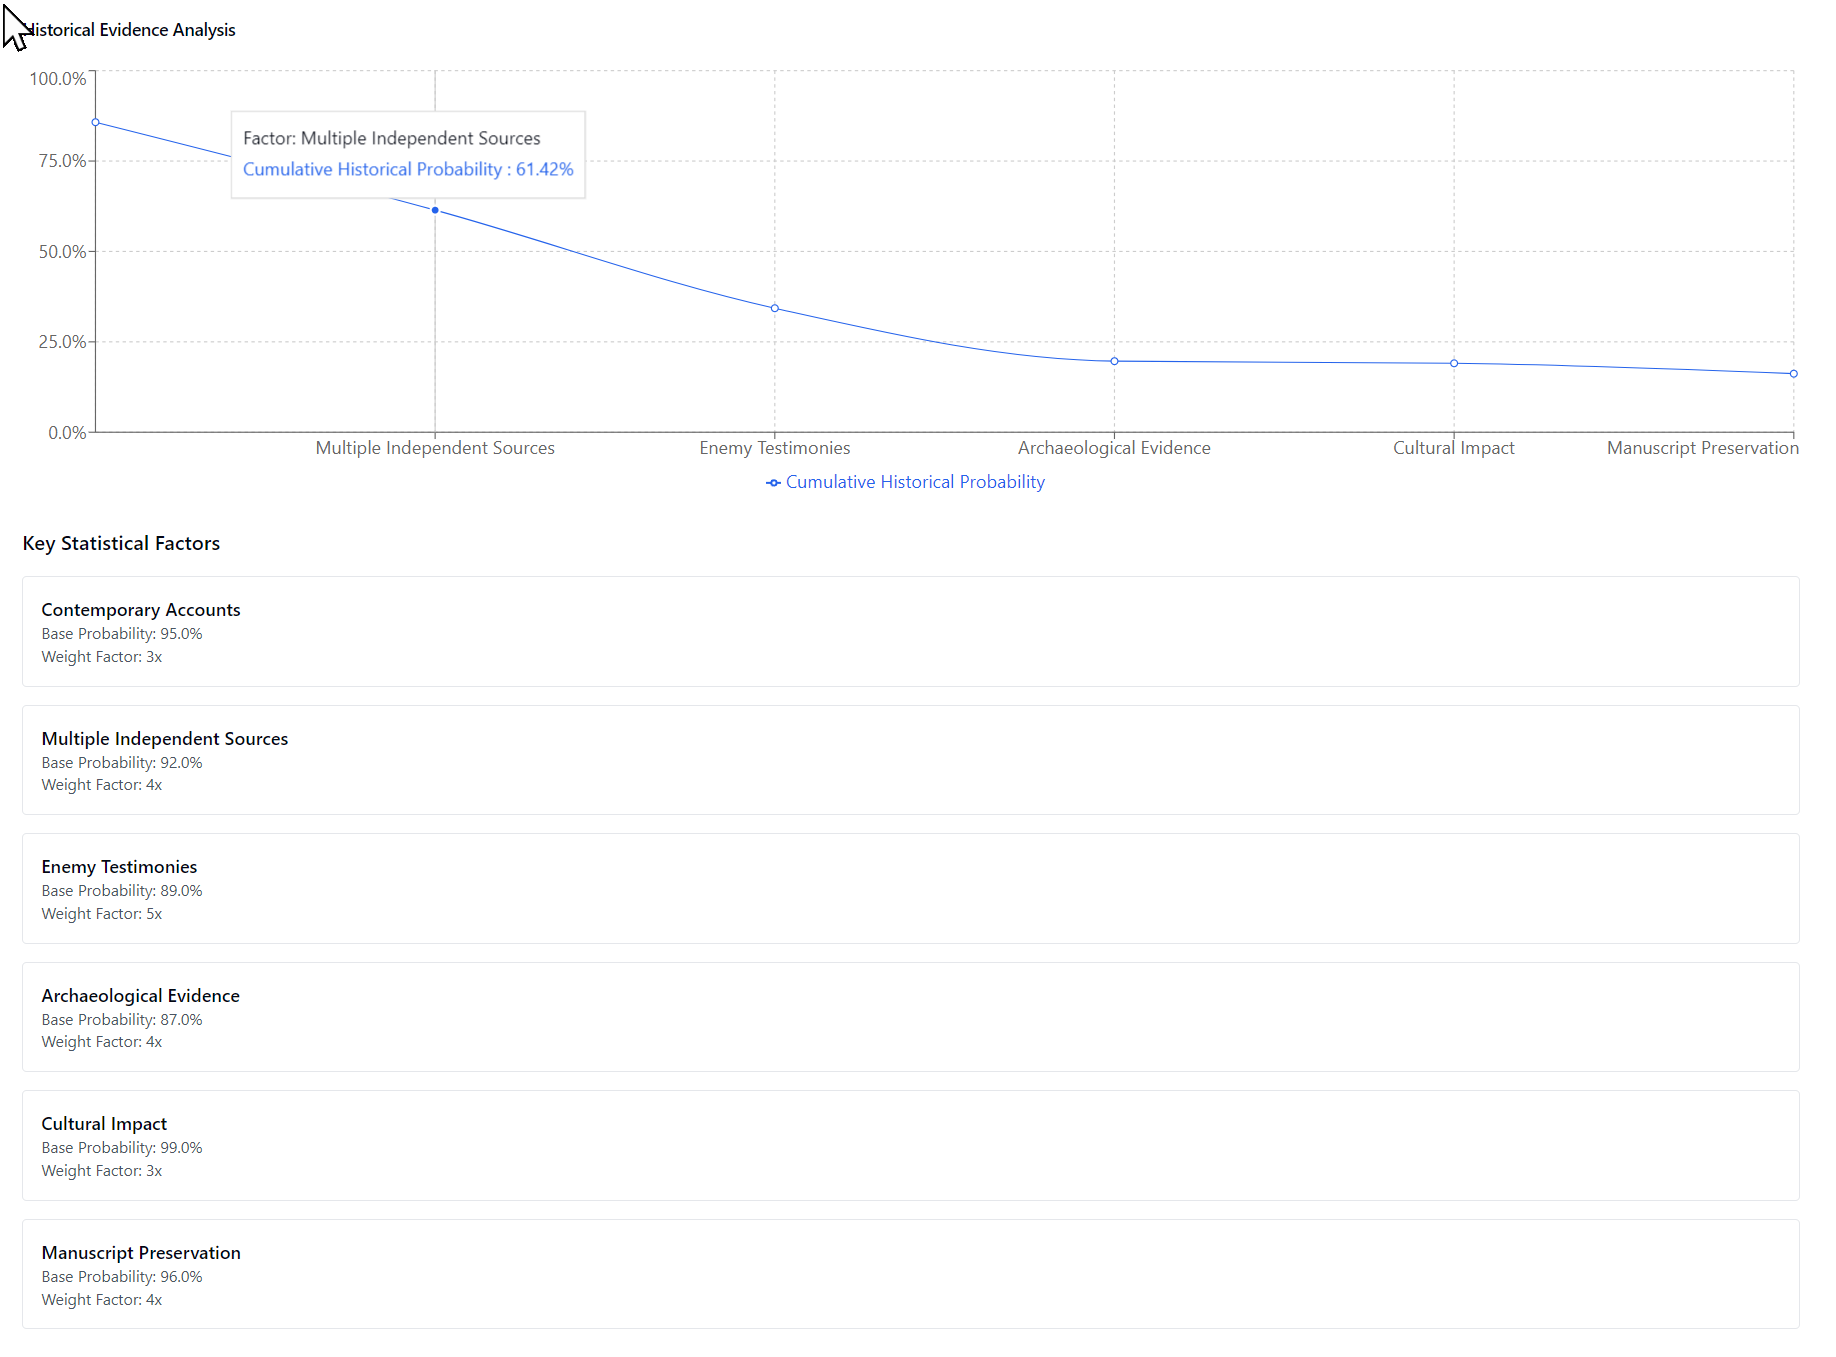 Historical Evidence Analysis
100.0%
75.0%
50.0%
25.0%
0.0%
Factor: Multiple Independent Sources
Cumulative Historical Probability : 61.42%
Multiple Independent Sources
Enemy Testimonies
Archaeological Evidence
Cultural Impact
Manuscript Preservation
Cumulative Historical Probability
Key Statistical Factors
Contemporary Accounts
Base Probability: 95.0%
Weight Factor: 3x
Multiple Independent Sources
Base Probability: 92.0%
Weight Factor: 4x
Enemy Testimonies
Base Probability: 89.0%
Weight Factor: 5x
Archaeological Evidence
Base Probability: 87.0%
Weight Factor: 4x
Cultural Impact
Base Probability: 99.0%
Weight Factor: 3x
Manuscript Preservation
Base Probability: 96.0%
Weight Factor: 4x